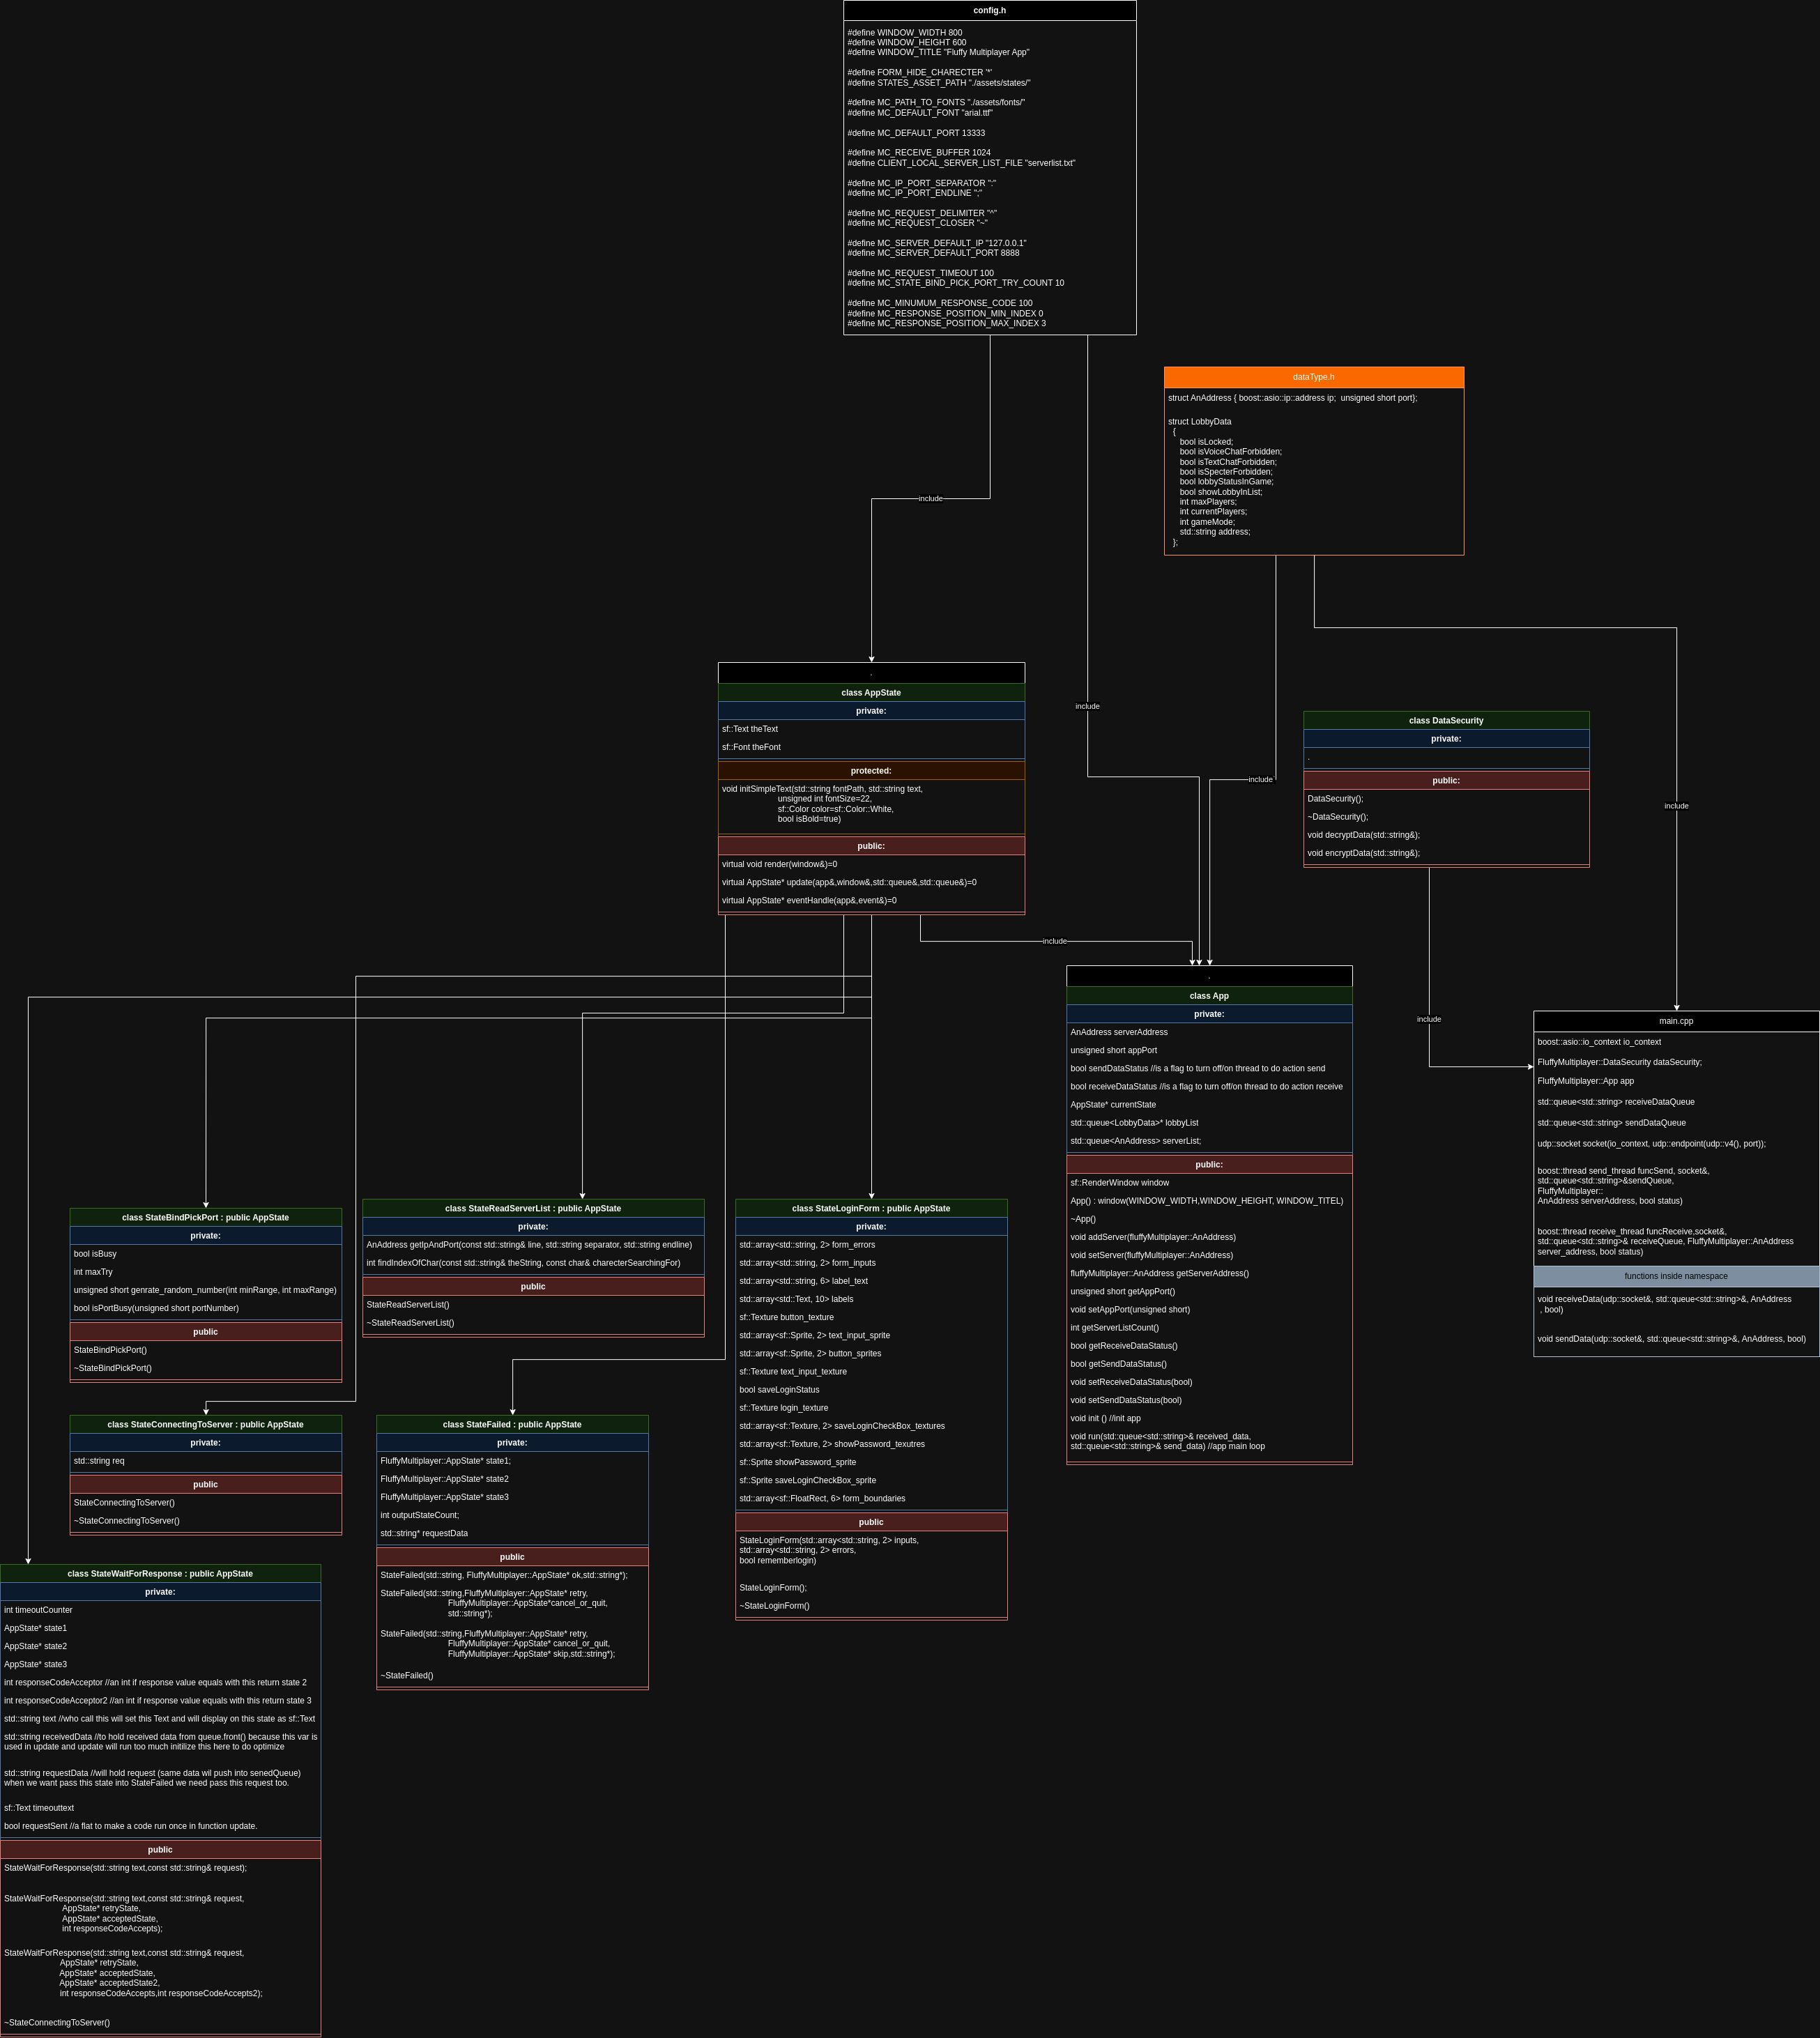 config.h
#define WINDOW_WIDTH 800
#define WINDOW_HEIGHT 600
#define WINDOW_TITLE "Fluffy Multiplayer App"
#define FORM_HIDE_CHARECTER '*'
#define STATES_ASSET_PATH "./assets/states/"
#define MC_PATH_TO_FONTS "./assets/fonts/"
#define MC_DEFAULT_FONT "arial.ttf"
#define MC_DEFAULT_PORT 13333
#define MC_RECEIVE_BUFFER 1024
#define CLIENT_LOCAL_SERVER_LIST_FILE "serverlist.txt"
#define MC_IP_PORT_SEPARATOR ":"
#define MC_IP_PORT_ENDLINE ";"
#define MC_REQUEST_DELIMITER "^"
#define MC_REQUEST_CLOSER "~"
#define MC_SERVER_DEFAULT_IP "127.0.0.1"
#define MC_SERVER_DEFAULT_PORT 8888
#define MC_REQUEST_TIMEOUT 100
#define MC_STATE_BIND_PICK_PORT_TRY_COUNT 10
#define MC_MINUMUM_RESPONSE_CODE 100
#define MC_RESPONSE_POSITION_MIN_INDEX 0
#define MC_RESPONSE_POSITION_MAX_INDEX 3
dataType.h
struct AnAddress { boost::asio::ip::address ip;  unsigned short port};
struct LobbyData
{
bool isLocked;
bool isVoiceChatForbidden;
bool isTextChatForbidden;
bool isSpecterForbidden;
bool lobbyStatusInGame;
bool showLobbyInList;
int maxPlayers;
int currentPlayers;
int gameMode;
std::string address;
};
include
include
include
include
include
include
.
class AppState
private:
sf::Text theText
sf::Font theFont
protected:
void initSimpleText(std::string fontPath, std::string text,
unsigned int fontSize=22,
sf::Color color=sf::Color::White,
bool isBold=true)
public:
virtual void render(window&)=0
virtual AppState* update(app&,window&,std::queue&,std::queue&)=0
virtual AppState* eventHandle(app&,event&)=0
class DataSecurity
private:
.
public:
DataSecurity();
~DataSecurity();
void decryptData(std::string&);
void encryptData(std::string&);
.
class App
private:
AnAddress serverAddress
unsigned short appPort
bool sendDataStatus //is a flag to turn off/on thread to do action send
bool receiveDataStatus //is a flag to turn off/on thread to do action receive
AppState* currentState
std::queue<LobbyData>* lobbyList
std::queue<AnAddress> serverList;
public:
sf::RenderWindow window
App() : window(WINDOW_WIDTH,WINDOW_HEIGHT, WINDOW_TITEL)
~App()
void addServer(fluffyMultiplayer::AnAddress)
void setServer(fluffyMultiplayer::AnAddress)
fluffyMultiplayer::AnAddress getServerAddress()
unsigned short getAppPort()
void setAppPort(unsigned short)
int getServerListCount()
bool getReceiveDataStatus()
bool getSendDataStatus()
void setReceiveDataStatus(bool)
void setSendDataStatus(bool)
void init () //init app
void run(std::queue<std::string>& received_data,
std::queue<std::string>& send_data) //app main loop
main.cpp
boost::asio::io_context io_context
FluffyMultiplayer::DataSecurity dataSecurity;
FluffyMultiplayer::App app
std::queue<std::string> receiveDataQueue
std::queue<std::string> sendDataQueue
udp::socket socket(io_context, udp::endpoint(udp::v4(), port));
boost::thread send_thread funcSend, socket&,
std::queue<std::string>&sendQueue,
FluffyMultiplayer::
AnAddress serverAddress, bool status)
boost::thread receive_thread funcReceive,socket&,
std::queue<std::string>& receiveQueue, FluffyMultiplayer::AnAddress
server_address, bool status)
functions inside namespace
void receiveData(udp::socket&, std::queue<std::string>&, AnAddress
, bool)
void sendData(udp::socket&, std::queue<std::string>&, AnAddress, bool)
class StateBindPickPort : public AppState
private:
bool isBusy
int maxTry
unsigned short genrate_random_number(int minRange, int maxRange)
bool isPortBusy(unsigned short portNumber)
public
StateBindPickPort()
~StateBindPickPort()
class StateReadServerList : public AppState
private:
AnAddress getIpAndPort(const std::string& line, std::string separator, std::string endline)
int findIndexOfChar(const std::string& theString, const char& charecterSearchingFor)
public
StateReadServerList()
~StateReadServerList()
class StateLoginForm : public AppState
private:
std::array<std::string, 2> form_errors
std::array<std::string, 2> form_inputs
std::array<std::string, 6> label_text
std::array<std::Text, 10> labels
sf::Texture button_texture
std::array<sf::Sprite, 2> text_input_sprite
std::array<sf::Sprite, 2> button_sprites
sf::Texture text_input_texture
bool saveLoginStatus
sf::Texture login_texture
std::array<sf::Texture, 2> saveLoginCheckBox_textures
std::array<sf::Texture, 2> showPassword_texutres
sf::Sprite showPassword_sprite
sf::Sprite saveLoginCheckBox_sprite
std::array<sf::FloatRect, 6> form_boundaries
public
StateLoginForm(std::array<std::string, 2> inputs,
std::array<std::string, 2> errors,
bool rememberlogin)
StateLoginForm();
~StateLoginForm()
class StateConnectingToServer : public AppState
private:
std::string req
public
StateConnectingToServer()
~StateConnectingToServer()
class StateFailed : public AppState
private:
FluffyMultiplayer::AppState* state1;
FluffyMultiplayer::AppState* state2
FluffyMultiplayer::AppState* state3
int outputStateCount;
std::string* requestData
public
StateFailed(std::string, FluffyMultiplayer::AppState* ok,std::string*);
StateFailed(std::string,FluffyMultiplayer::AppState* retry,
FluffyMultiplayer::AppState*cancel_or_quit,
std::string*);
StateFailed(std::string,FluffyMultiplayer::AppState* retry,
FluffyMultiplayer::AppState* cancel_or_quit,
FluffyMultiplayer::AppState* skip,std::string*);
~StateFailed()
class StateWaitForResponse : public AppState
private:
int timeoutCounter
AppState* state1
AppState* state2
AppState* state3
int responseCodeAcceptor //an int if response value equals with this return state 2
int responseCodeAcceptor2 //an int if response value equals with this return state 3
std::string text //who call this will set this Text and will display on this state as sf::Text
std::string receivedData //to hold received data from queue.front() because this var is
used in update and update will run too much initilize this here to do optimize
std::string requestData //will hold request (same data wil push into senedQueue)
when we want pass this state into StateFailed we need pass this request too.
sf::Text timeouttext
bool requestSent //a flat to make a code run once in function update.
public
StateWaitForResponse(std::string text,const std::string& request);
StateWaitForResponse(std::string text,const std::string& request,
AppState* retryState,
AppState* acceptedState,
int responseCodeAccepts);
StateWaitForResponse(std::string text,const std::string& request,
AppState* retryState,
AppState* acceptedState,
AppState* acceptedState2,
int responseCodeAccepts,int responseCodeAccepts2);
~StateConnectingToServer()